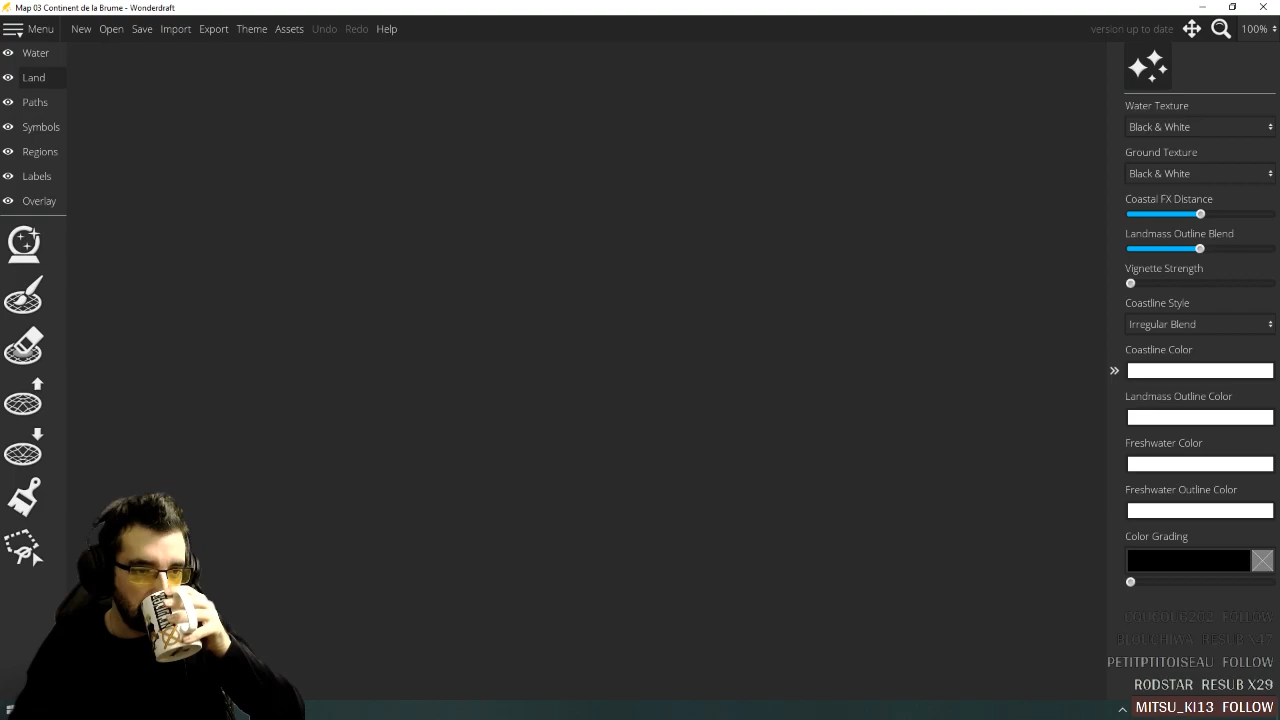 Map 03 Continent de la Brume - Wonderdraft
Menu New Open Save Import Export Theme Assets Undo Redo Help version up to date 100%
Water
Land
Paths
Symbols
Regions
Labels
Overlay
Water Texture
Black & White
Ground Texture
Black & White
Coastal FX Distance
Landmass Outline Blend
Vignette Strength
Coastline Style
Irregular Blend
Coastline Color
Landmass Outline Color
Freshwater Color
Freshwater Outline Color
Color Grading
FOLLOW
RESUB X47
PETITPTITOISEAU FOLLOW
RODSTAR RESUB X29
MITSU_KI13 FOLLOW